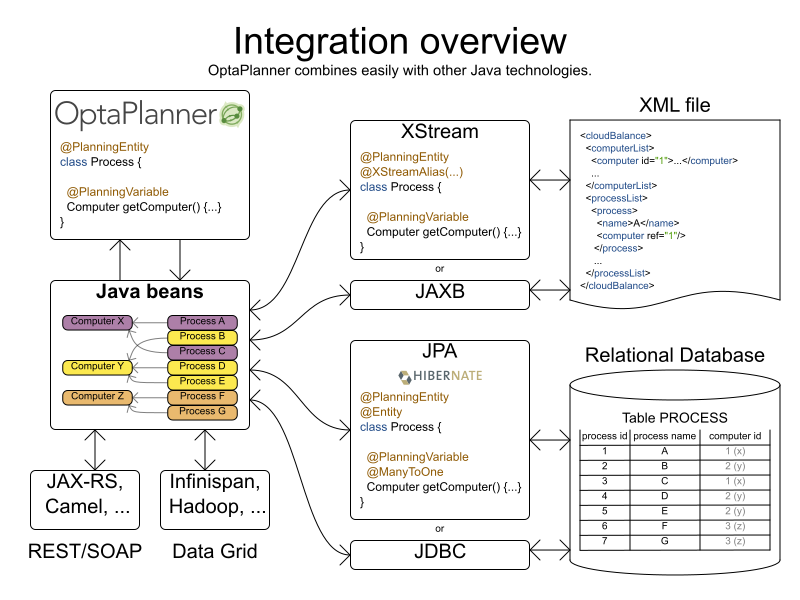 Integration overview
OptaPlanner combines easily with other Java technologies.
OptaPlanner
@PlanningEntity
class Process {
@PlanningVariable
Computer getComputer() {...}
}
Java beans
Computer X
Computer Y
Computer Z
Process A
Process B
Process C
Process D
Process E
Process F
Process G
JAX-RS,
Camel, ...
REST/SOAP
Infinispan,
Hadoop, ...
Data Grid
XStream
@PlanningEntity
@XStreamAlias(...)
class Process {
@PlanningVariable
Computer getComputer() {...}
}
or
JAXB
XML file
<cloudBalance>
<computerList>
<computer id="1">...</computer>
...
</computerList>
<processList>
<process>
<name>A</name>
<computer ref="1"/>
</process>
...
</processList>
</cloudBalance>
JPA
HIBERNATE
@PlanningEntity
@Entity
class Process {
@PlanningVariable
@ManyToOne
Computer getComputer() {...}
}
or
JDBC
Relational Database
Table PROCESS
process id process name computer id
1 A 1 (x)
2 B 2 (y)
3 C 1 (x)
4 D 2 (y)
5 E 2 (y)
6 F 3 (z)
7 G 3 (z)